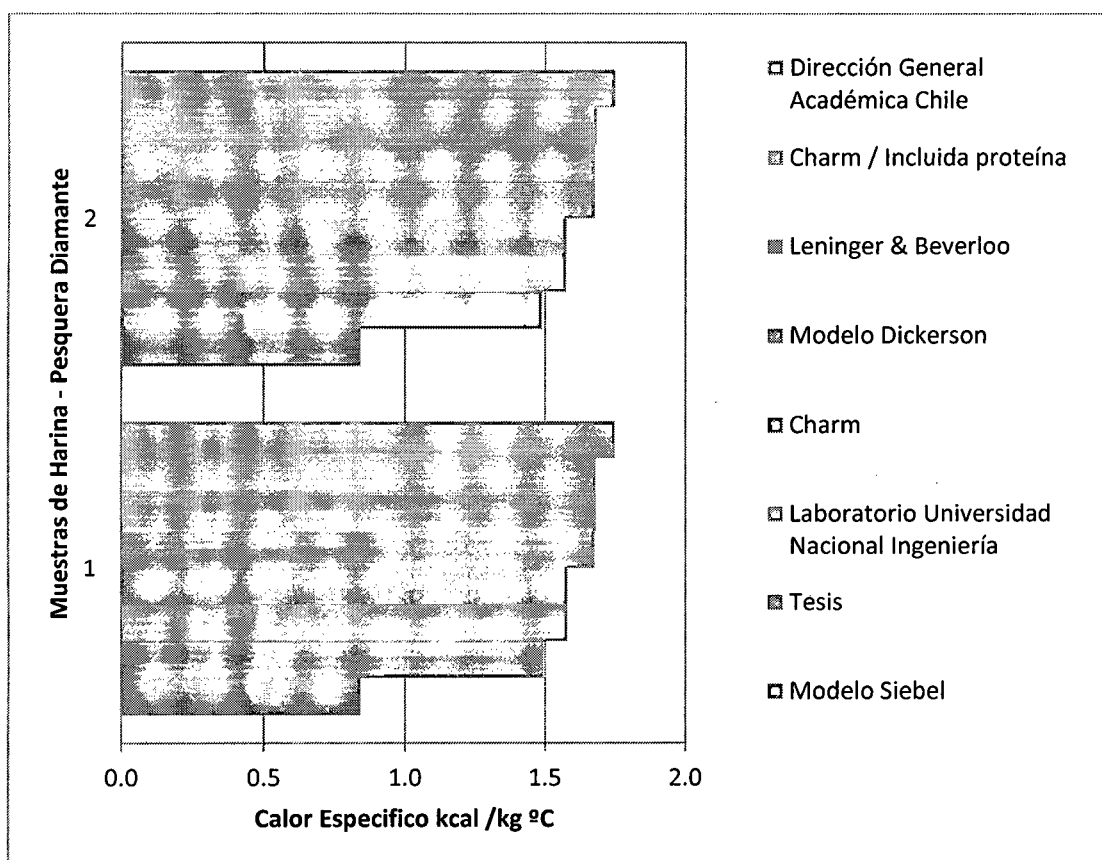 Dirección General
Académica Chile
Charm / Incluida proteína
Leninger & Beverloo
Modelo Dickerson
Charm
Laboratorio Universidad
Nacional Ingeniería
Tesis
Modelo Siebel
Muestras de Harina - Pesquera Diamante
2
1
0.0 0.5 1.0 1.5 2.0
Calor Especifico kcal /kg ºC